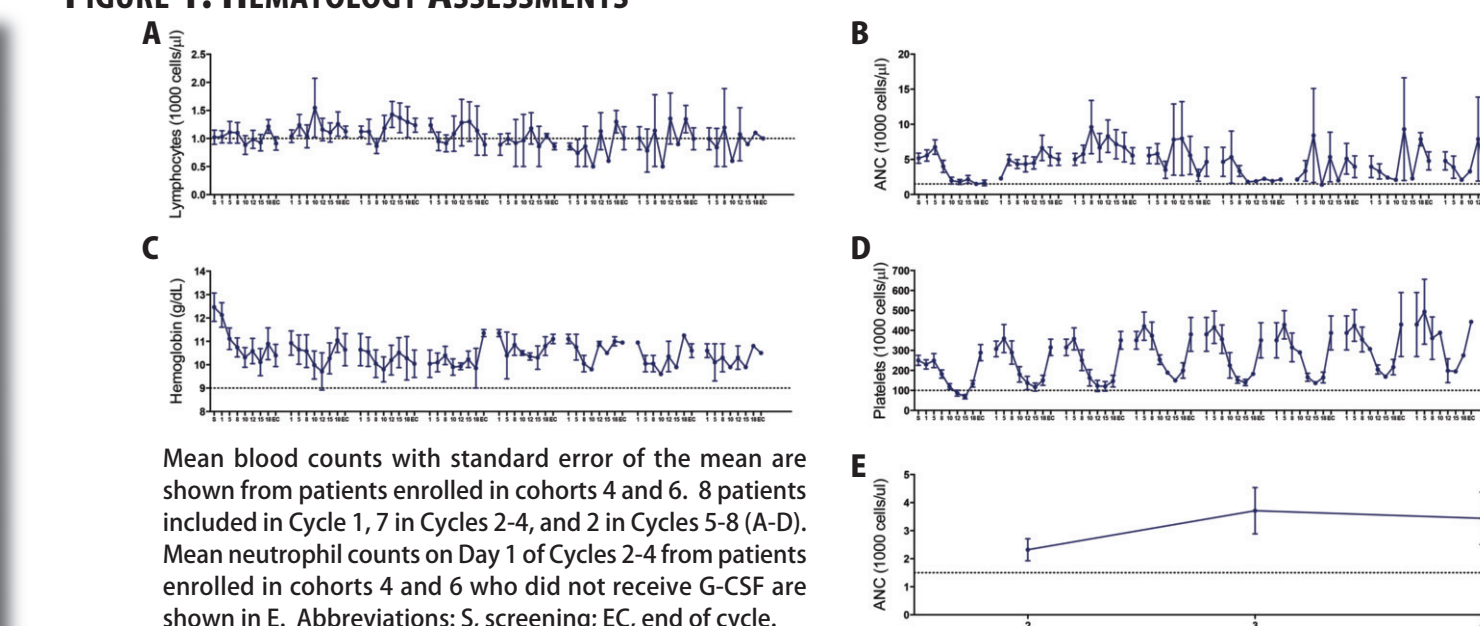 FIGURE 1. HEMATOLOGY ASSESSMENTS
A
Lymphocytes (1000 cells/µl)
2.5
2.0
1.5
1.0
0.5
0.0
B
ANC (1000 cells/µl)
20
15
10
5
0
C
Hemoglobin (g/dL)
14
13
12
11
10
9
8
D
Platelets (1000 cells/µl)
700
600
500
400
300
200
100
0
Mean blood counts with standard error of the mean are
shown from patients enrolled in cohorts 4 and 6. 8 patients
included in Cycle 1, 7 in Cycles 2-4, and 2 in Cycles 5-8 (A-D).
Mean neutrophil counts on Day 1 of Cycles 2-4 from patients
enrolled in cohorts 4 and 6 who did not receive G-CSF are
shown in E. Abbreviations: S, screening; EC, end of cycle.
E
ANC (1000 cells/ul)
5
4
3
2
1
0
2
3